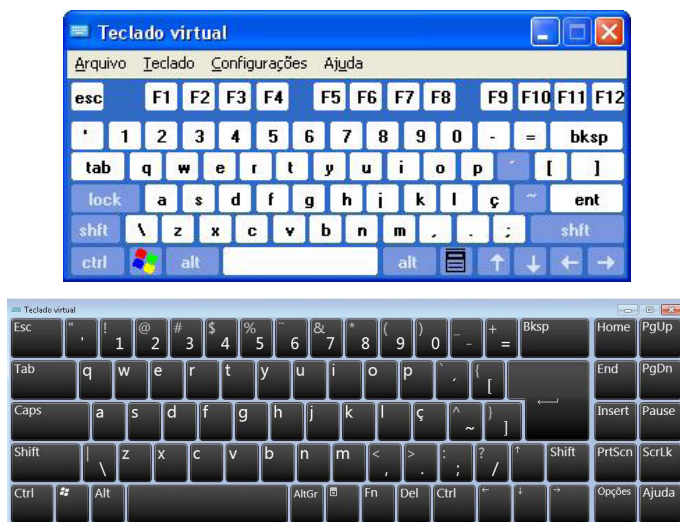 Teclado virtual
Arquivo Teclado Configurações Ajuda
esc F1 F2 F3 F4 F5 F6 F7 F8 F9 F10 F11 F12
' 1 2 3 4 5 6 7 8 9 0 - = bksp
tab q w e r t y u i o p ´ [ ]
lock a s d f g h j k l ç ~ ent
shft \ z x c v b n m , . ; shft
ctrl alt alt ↑ ↓ ← →
Teclado virtual
Esc " ' ! 1 @ 2 # 3 $ 4 % 5 ¨ 6 & 7 * 8 ( 9 ) 0 _ - + = Bksp Home PgUp
Tab q w e r t y u i o p ` ´ { [ End PgDn
Caps a s d f g h j k l ç ^ ~ } ] Insert Pause
Shift | \ z x c v b n m < , > . : ; ? / ↑ Shift PrtScn ScrLk
Ctrl Alt AltGr Fn Del Ctrl ← ↓ → Opções Ajuda